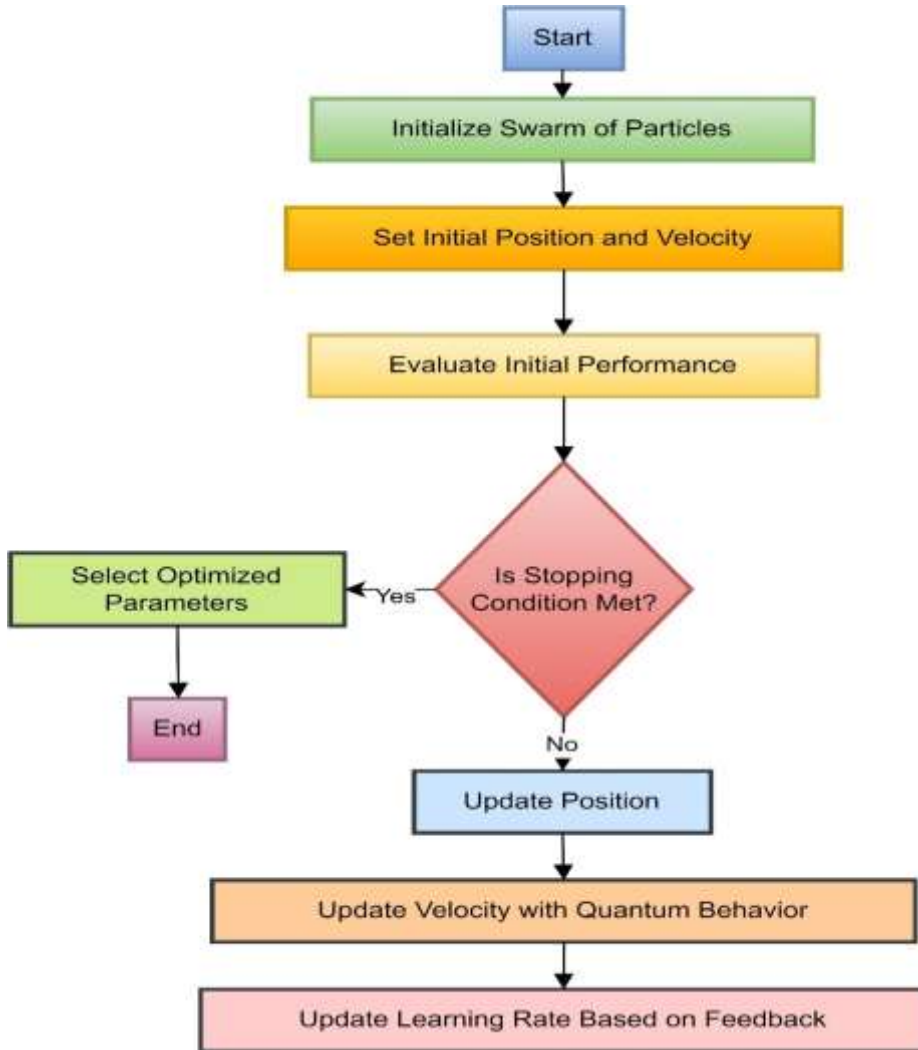 Start
Initialize Swarm of Particles
Set Initial Position and Velocity
Evaluate Initial Performance
Is Stopping
Condition Met?
Yes
Select Optimized
Parameters
End
No
Update Position
Update Velocity with Quantum Behavior
Update Learning Rate Based on Feedback